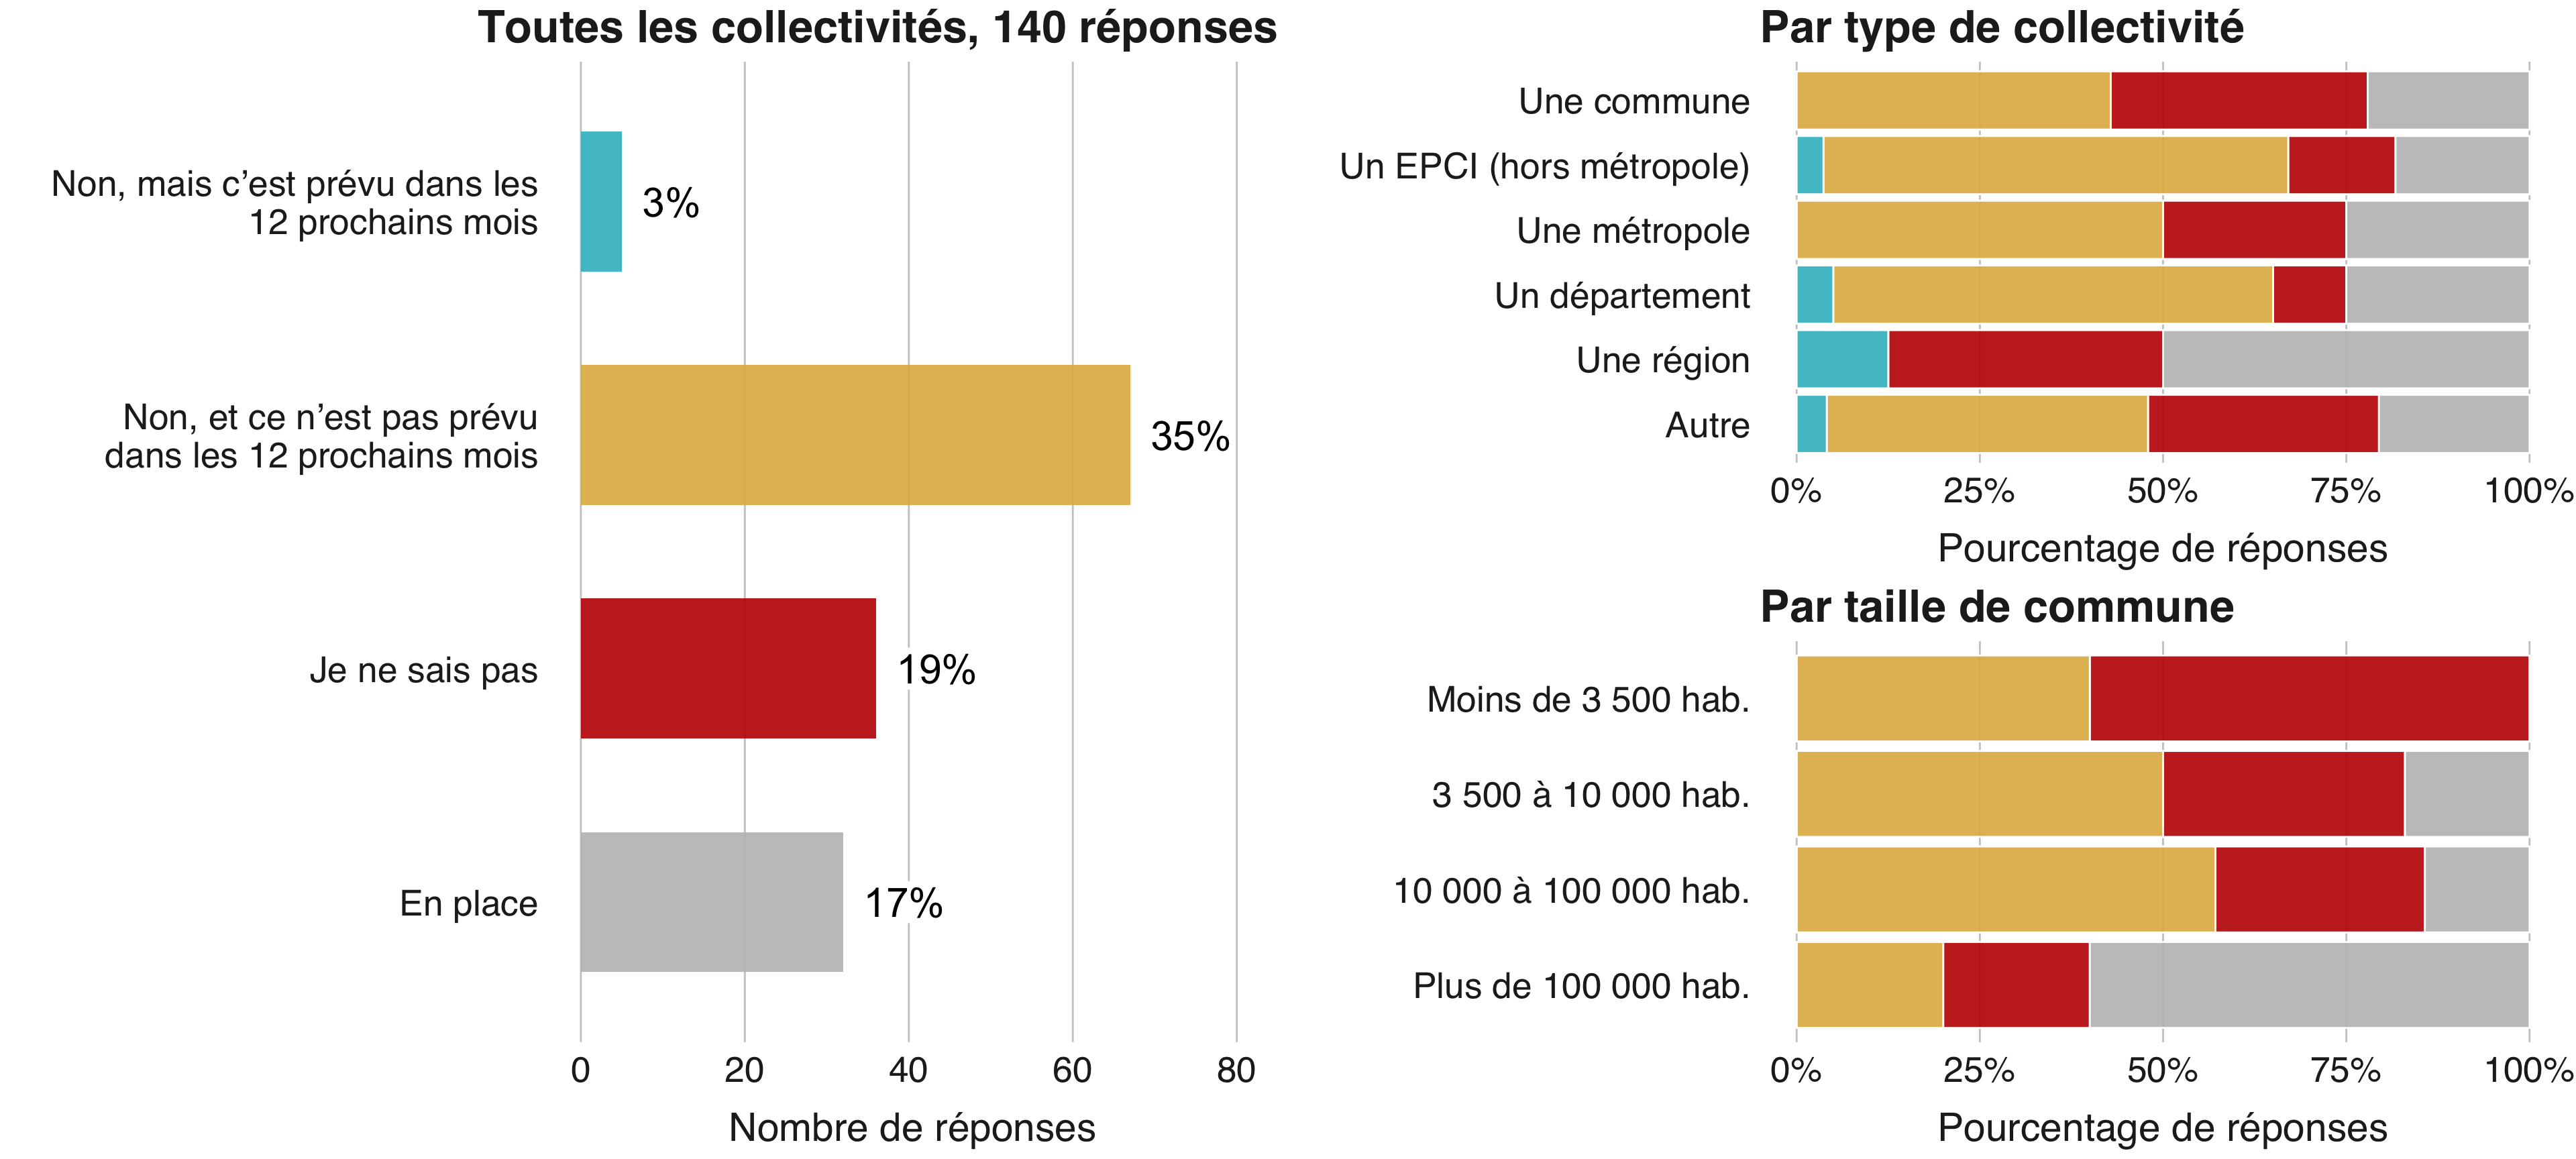 Toutes les collectivités, 140 réponses
Non, mais c’est prévu dans les
12 prochains mois
3%
Non, et ce n’est pas prévu
dans les 12 prochains mois
35%
Je ne sais pas
19%
En place
17%
0 20 40 60 80
Nombre de réponses
Par type de collectivité
Une commune
Un EPCI (hors métropole)
Une métropole
Un département
Une région
Autre
0% 25% 50% 75% 100%
Pourcentage de réponses
Par taille de commune
Moins de 3 500 hab.
3 500 à 10 000 hab.
10 000 à 100 000 hab.
Plus de 100 000 hab.
0% 25% 50% 75% 100%
Pourcentage de réponses